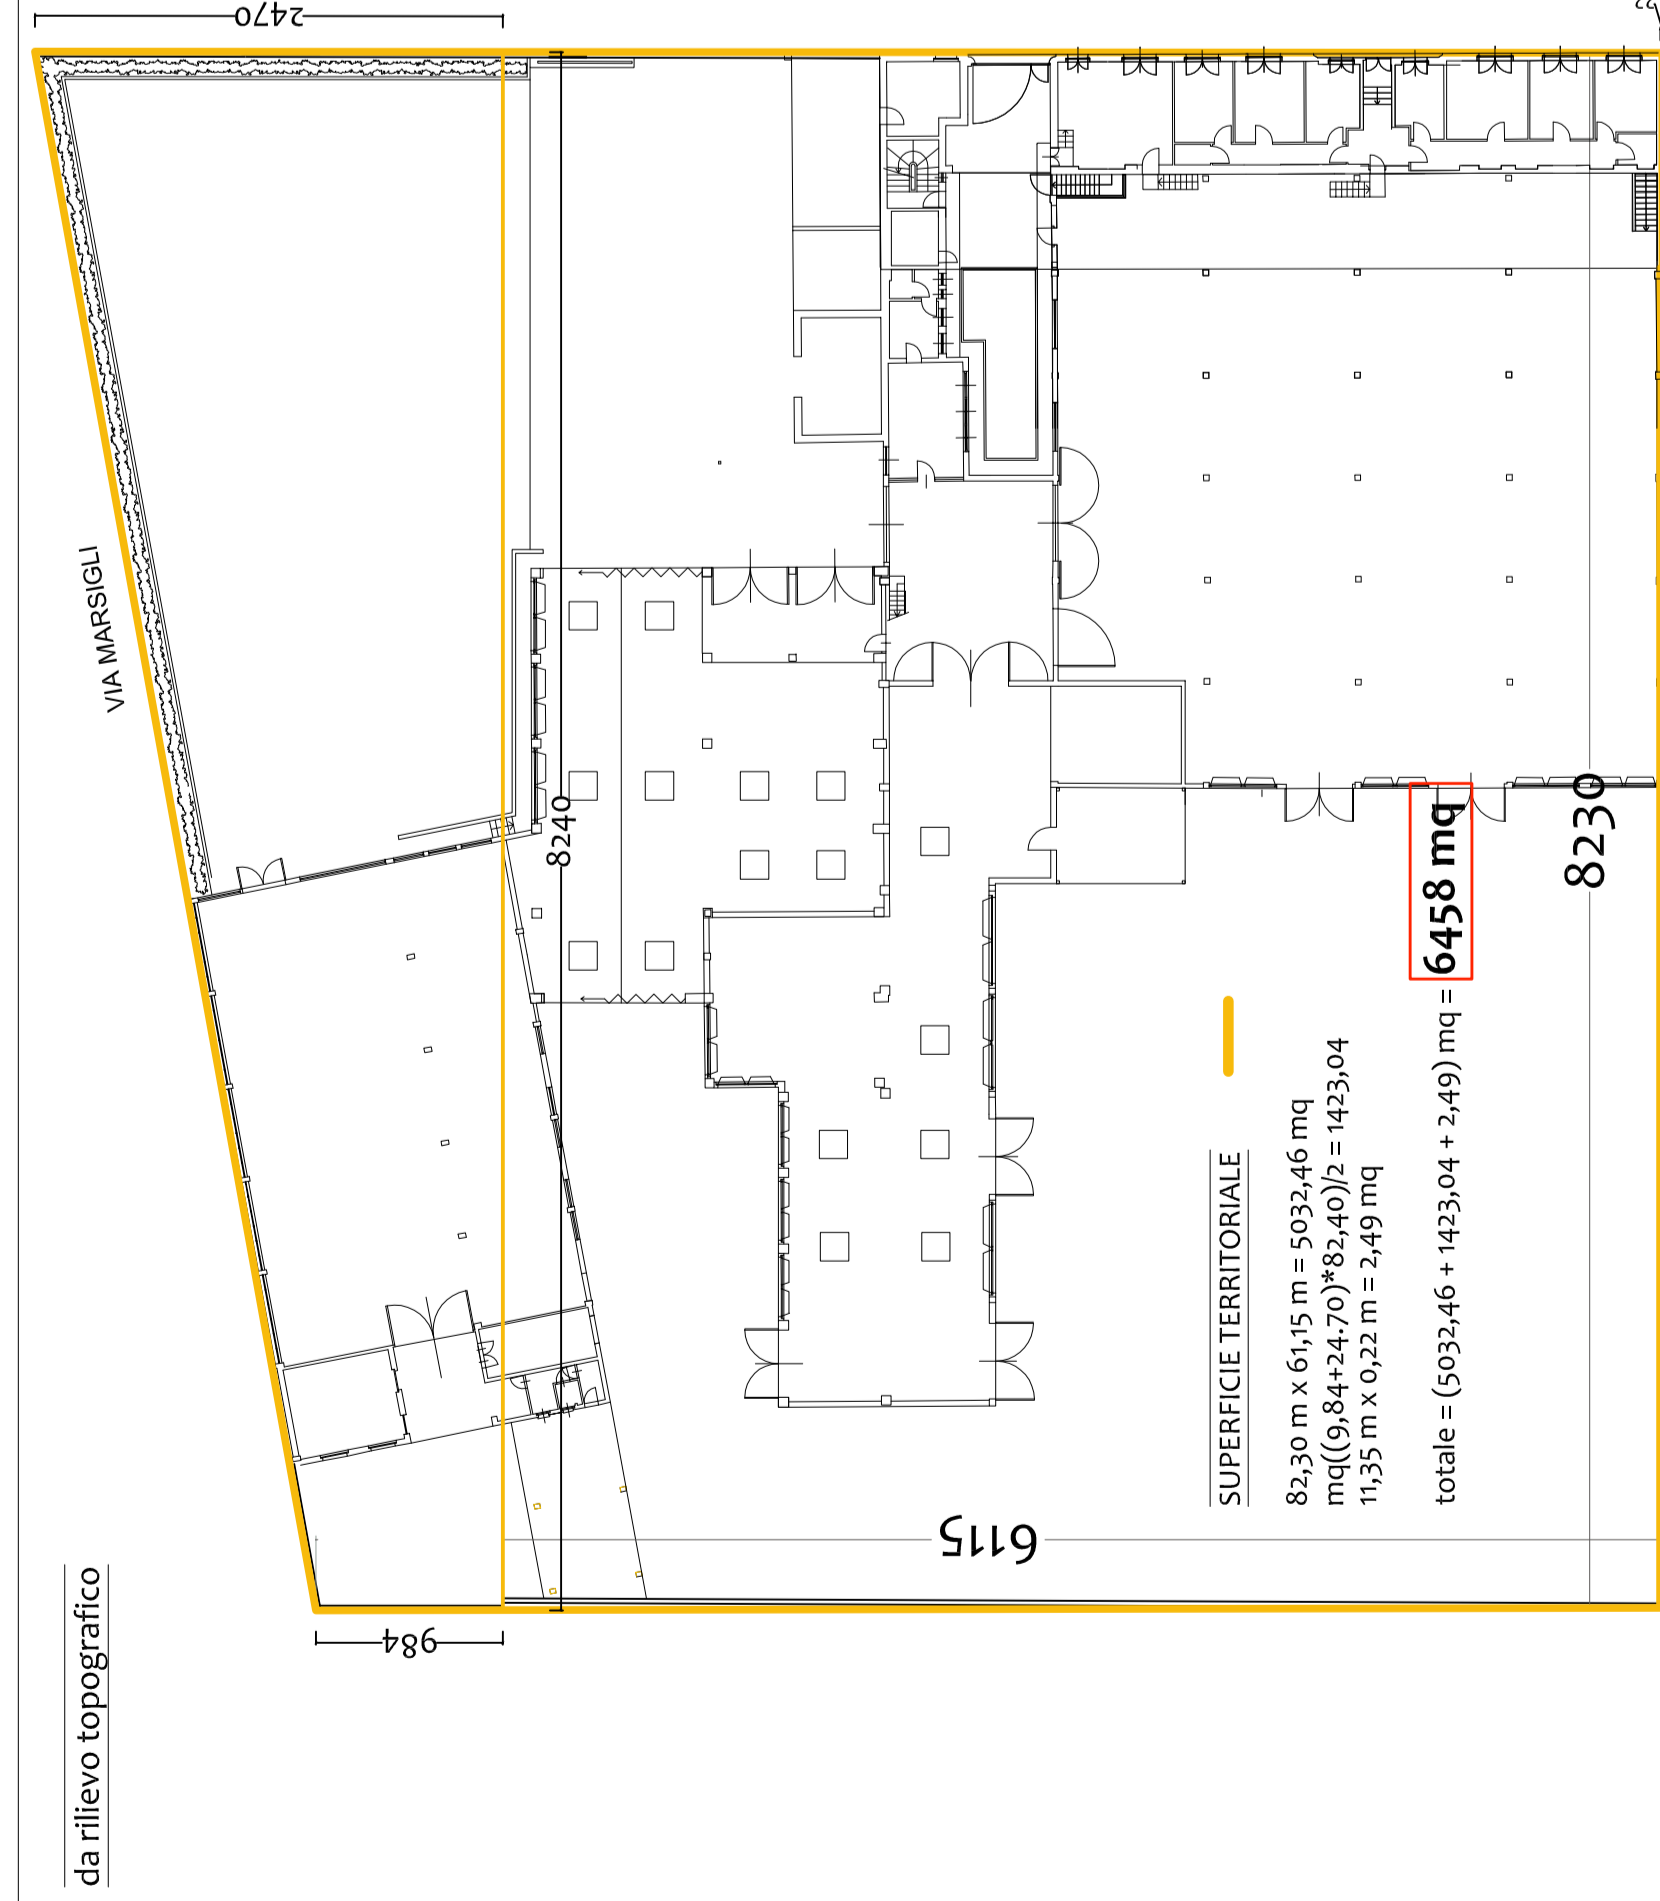 da rilievo topografico
VIA MARSIGLI
2470
984
8240
6115
8230
22
SUPERFICIE TERRITORIALE
82,30 m x 61,15 m = 5032,46 mq
mq((9,84+24.70)*82,40)/2 = 1423,04
11,35 m x 0,22 m = 2,49 mq
totale = (5032,46 + 1423,04 + 2,49) mq = 6458 mq